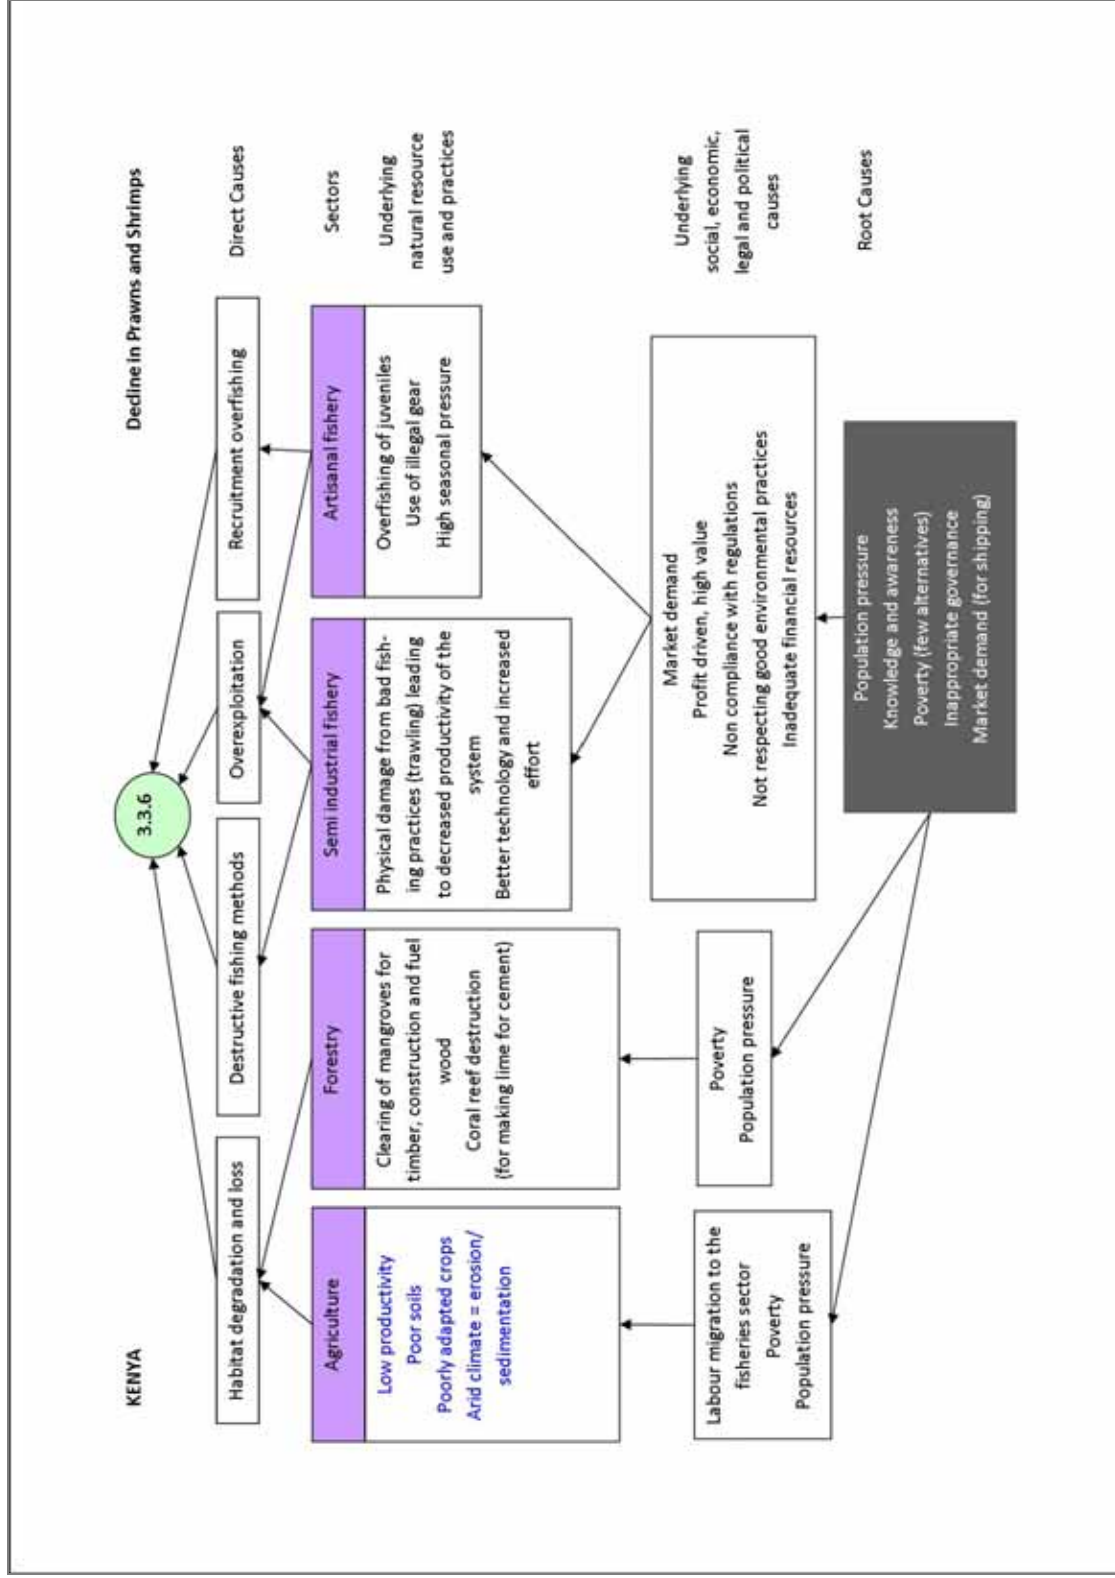 KENYA
Decline in Prawns and Shrimps
3.3.6
Direct Causes
Habitat degradation and loss
Destructive fishing methods
Overexploitation
Recruitment overfishing
Sectors
Agriculture
Forestry
Semi industrial fishery
Artisanal fishery
Underlying
natural resource
use and practices
Low productivity
Poor soils
Poorly adapted crops
Arid climate = erosion/
sedimentation
Clearing of mangroves for
timber, construction and fuel
wood
Coral reef destruction
(for making lime for cement)
Physical damage from bad fish-
ing practices (trawling) leading
to decreased productivity of the
system
Better technology and increased
effort
Overfishing of juveniles
Use of illegal gear
High seasonal pressure
Underlying
social, economic,
legal and political
causes
Labour migration to the
fisheries sector
Poverty
Population pressure
Poverty
Population pressure
Market demand
Profit driven, high value
Non compliance with regulations
Not respecting good environmental practices
Inadequate financial resources
Root Causes
Population pressure
Knowledge and awareness
Poverty (few alternatives)
Inappropriate governance
Market demand (for shipping)